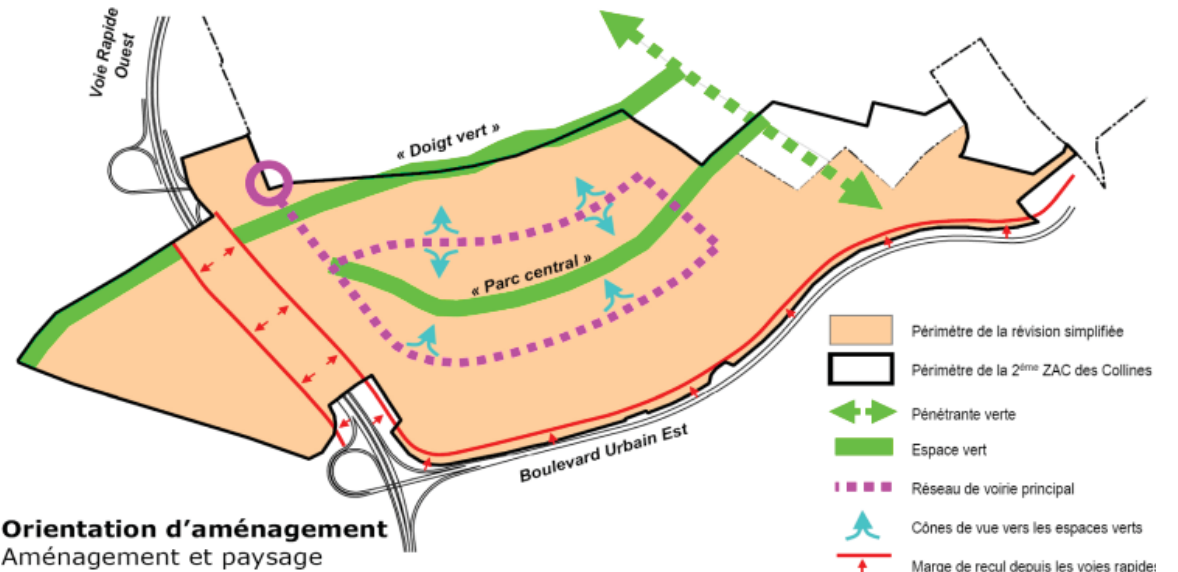 Voie Rapide
Ouest
« Doigt vert »
« Parc central »
Boulevard Urbain Est
Périmètre de la révision simplifiée
Périmètre de la 2ème ZAC des Collines
Pénétrante verte
Espace vert
Réseau de voirie principal
Cônes de vue vers les espaces verts
Marge de recul depuis les voies rapides
Orientation d'aménagement
Aménagement et paysage